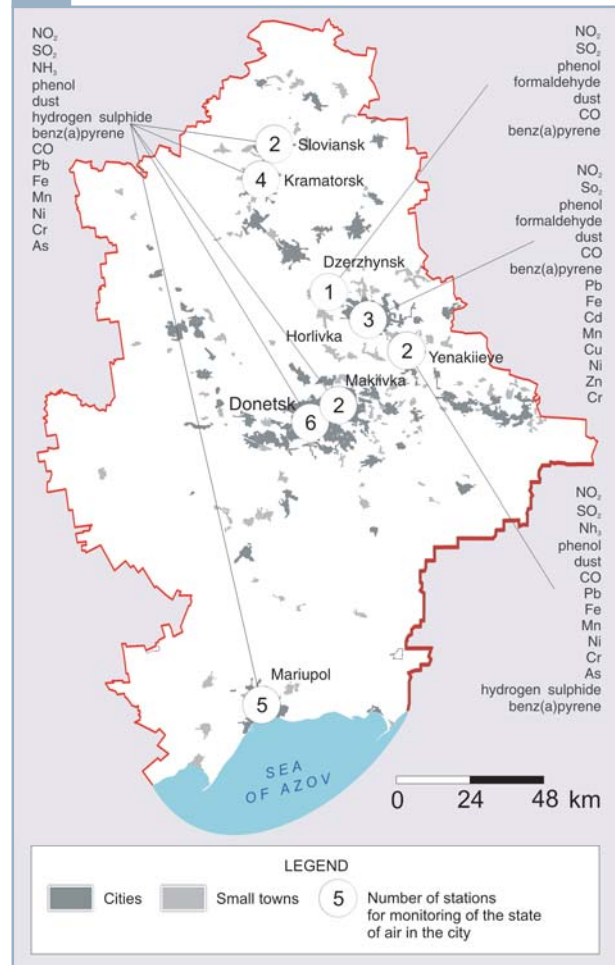 NO₂
SO₂
NH₃
phenol
dust
hydrogen sulphide
benz(a)pyrene
CO
Pb
Fe
Mn
Ni
Cr
As
NO₂
SO₂
phenol
formaldehyde
dust
CO
benz(a)pyrene
NO₂
So₂
phenol
formaldehyde
dust
CO
benz(a)pyrene
Pb
Fe
Cd
Mn
Cu
Ni
Zn
Cr
NO₂
SO₂
Nh₃
phenol
dust
CO
Pb
Fe
Mn
Ni
Cr
As
hydrogen sulphide
benz(a)pyrene
2 Sloviansk
4 Kramatorsk
Dzerzhynsk
1
3
Horlivka
2
Yenakiieve
Makiivka
Donetsk
2
6
Mariupol
5
SEA
OF AZOV
0 24 48 km
LEGEND
Cities
Small towns
5
Number of stations
for monitoring of the state
of air in the city